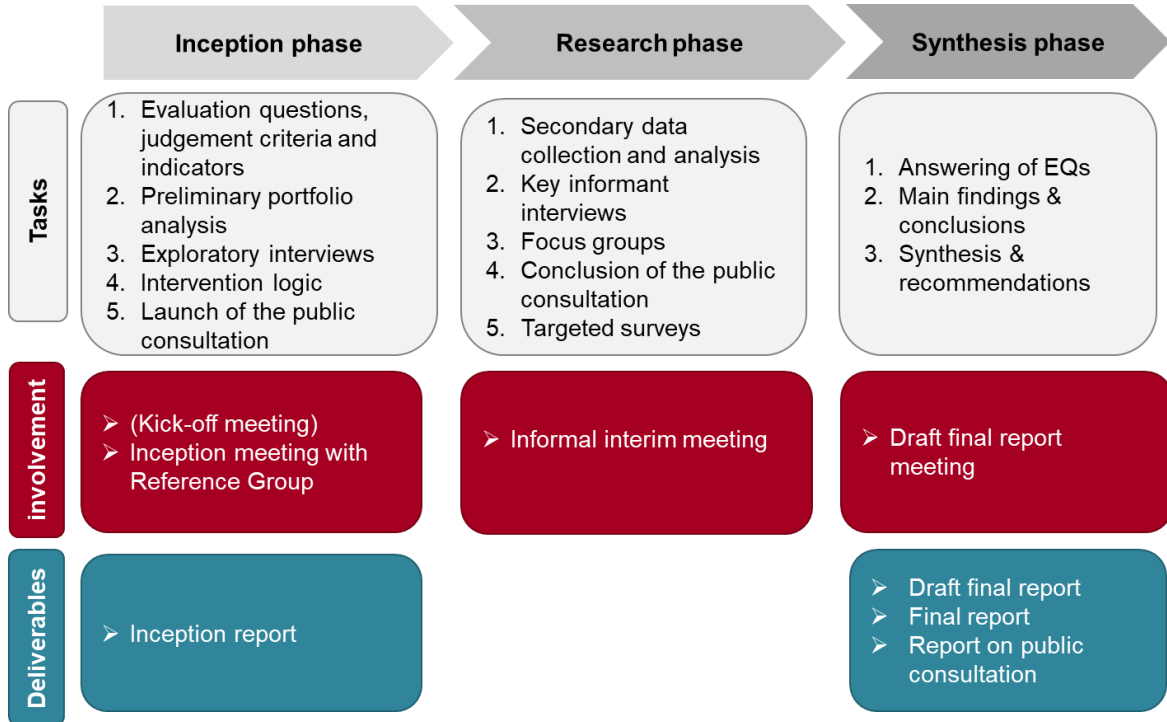 Inception phase
Research phase
Synthesis phase
Tasks
1. Evaluation questions,
judgement criteria and
indicators
2. Preliminary portfolio
analysis
3. Exploratory interviews
4. Intervention logic
5. Launch of the public
consultation
1. Secondary data
collection and analysis
2. Key informant
interviews
3. Focus groups
4. Conclusion of the public
consultation
5. Targeted surveys
1. Answering of EQs
2. Main findings &
conclusions
3. Synthesis &
recommendations
involvement
➢ (Kick-off meeting)
➢ Inception meeting with
Reference Group
➢ Informal interim meeting
➢ Draft final report
meeting
Deliverables
➢ Inception report
➢ Draft final report
➢ Final report
➢ Report on public
consultation